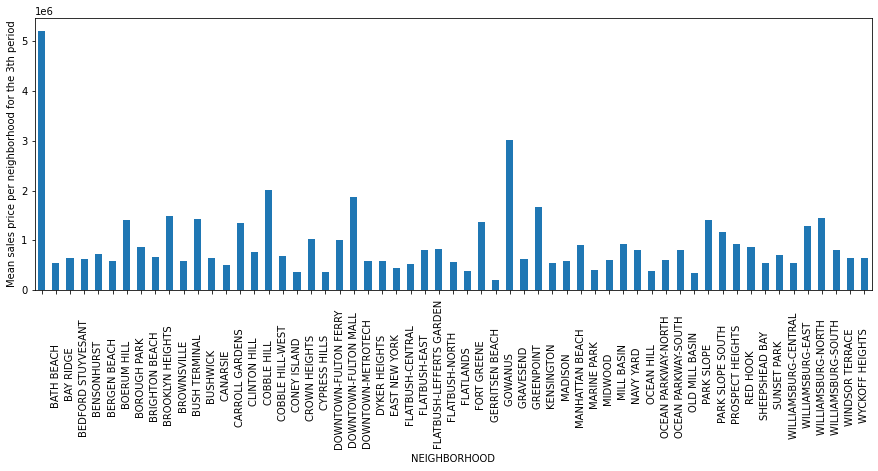 1e6
Mean sales price per neighborhood for the 3th period
5
4
3
2
1
0
BATH BEACH
BAY RIDGE
BEDFORD STUYVESANT
BENSONHURST
BERGEN BEACH
BOERUM HILL
BOROUGH PARK
BRIGHTON BEACH
BROOKLYN HEIGHTS
BROWNSVILLE
BUSH TERMINAL
BUSHWICK
CANARSIE
CARROLL GARDENS
CLINTON HILL
COBBLE HILL
COBBLE HILL-WEST
CONEY ISLAND
CROWN HEIGHTS
CYPRESS HILLS
DOWNTOWN-FULTON FERRY
DOWNTOWN-FULTON MALL
DOWNTOWN-METROTECH
DYKER HEIGHTS
EAST NEW YORK
FLATBUSH-CENTRAL
FLATBUSH-EAST
FLATBUSH-LEFFERTS GARDEN
FLATBUSH-NORTH
FLATLANDS
FORT GREENE
GERRITSEN BEACH
GOWANUS
GRAVESEND
GREENPOINT
KENSINGTON
MADISON
MANHATTAN BEACH
MARINE PARK
MIDWOOD
MILL BASIN
NAVY YARD
OCEAN HILL
OCEAN PARKWAY-NORTH
OCEAN PARKWAY-SOUTH
OLD MILL BASIN
PARK SLOPE
PARK SLOPE SOUTH
PROSPECT HEIGHTS
RED HOOK
SHEEPSHEAD BAY
SUNSET PARK
WILLIAMSBURG-CENTRAL
WILLIAMSBURG-EAST
WILLIAMSBURG-NORTH
WILLIAMSBURG-SOUTH
WINDSOR TERRACE
WYCKOFF HEIGHTS
NEIGHBORHOOD